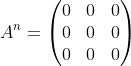 A^n = \begin{pmatrix} 0 & 0 & 0 \\ 0 & 0 & 0 \\ 0 & 0 & 0 \end{pmatrix}